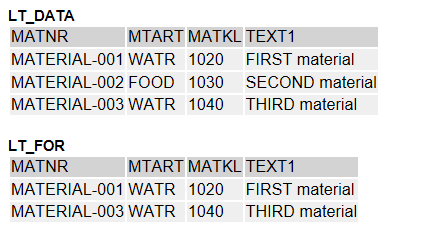 LT_DATA
MATNR MTART MATKL TEXT1
MATERIAL-001 WATR 1020 FIRST material
MATERIAL-002 FOOD 1030 SECOND material
MATERIAL-003 WATR 1040 THIRD material
LT_FOR
MATNR MTART MATKL TEXT1
MATERIAL-001 WATR 1020 FIRST material
MATERIAL-003 WATR 1040 THIRD material